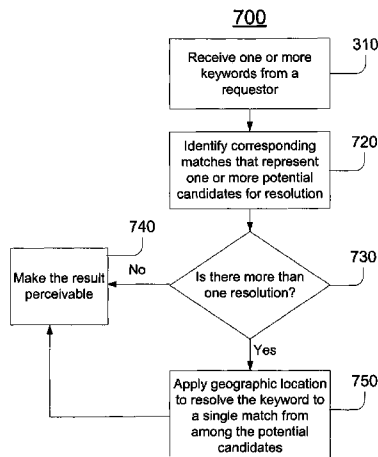 700
310
Receive one or more
keywords from a
requestor
720
Identify corresponding
matches that represent
one or more potential
candidates for resolution
740
Make the result
perceivable
No
730
Is there more than
one resolution?
Yes
750
Apply geographic location
to resolve the keyword to
a single match from
among the potential
candidates